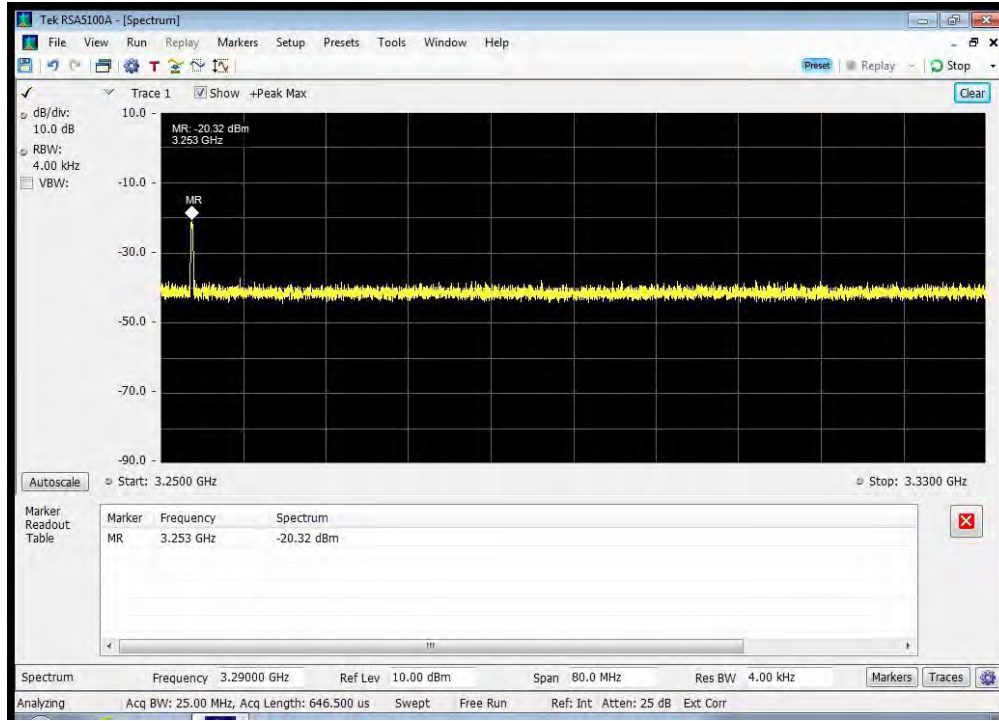 Tek RSA5100A - [Spectrum]
File View Run Replay Markers Setup Presets Tools Window Help
Preset Replay Stop
Trace 1 Show +Peak Max Clear
dB/div:
10.0 dB
RBW:
4.00 kHz
VBW:
10.0
-10.0
-30.0
-50.0
-70.0
-90.0
MR: -20.32 dBm
3.253 GHz
MR
Autoscale Start: 3.2500 GHz Stop: 3.3300 GHz
Marker
Readout
Table
Marker Frequency Spectrum
MR 3.253 GHz -20.32 dBm
Spectrum Frequency 3.29000 GHz Ref Lev 10.00 dBm Span 80.0 MHz Res BW 4.00 kHz Markers Traces
Analyzing Acq BW: 25.00 MHz, Acq Length: 646.500 us Swept Free Run Ref: Int Atten: 25 dB Ext Corr